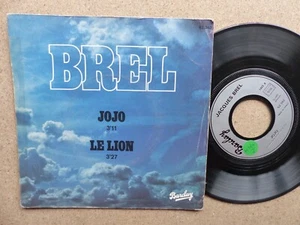 BREL
JOJO
3'11
LE LION
3'27
Barclay
JACQUES BREL
Barclay